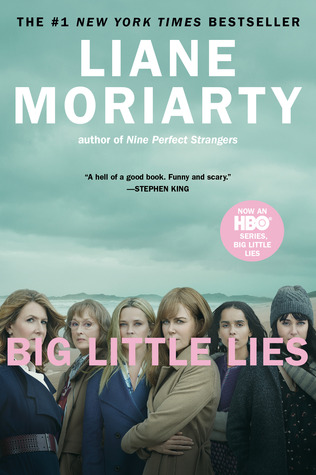 THE #1 NEW YORK TIMES BESTSELLER
LIANE
MORIARTY
author of Nine Perfect Strangers
“A hell of a good book. Funny and scary.”
—STEPHEN KING
NOW AN
HBO®
SERIES,
BIG LITTLE
LIES
BIG LITTLE LIES